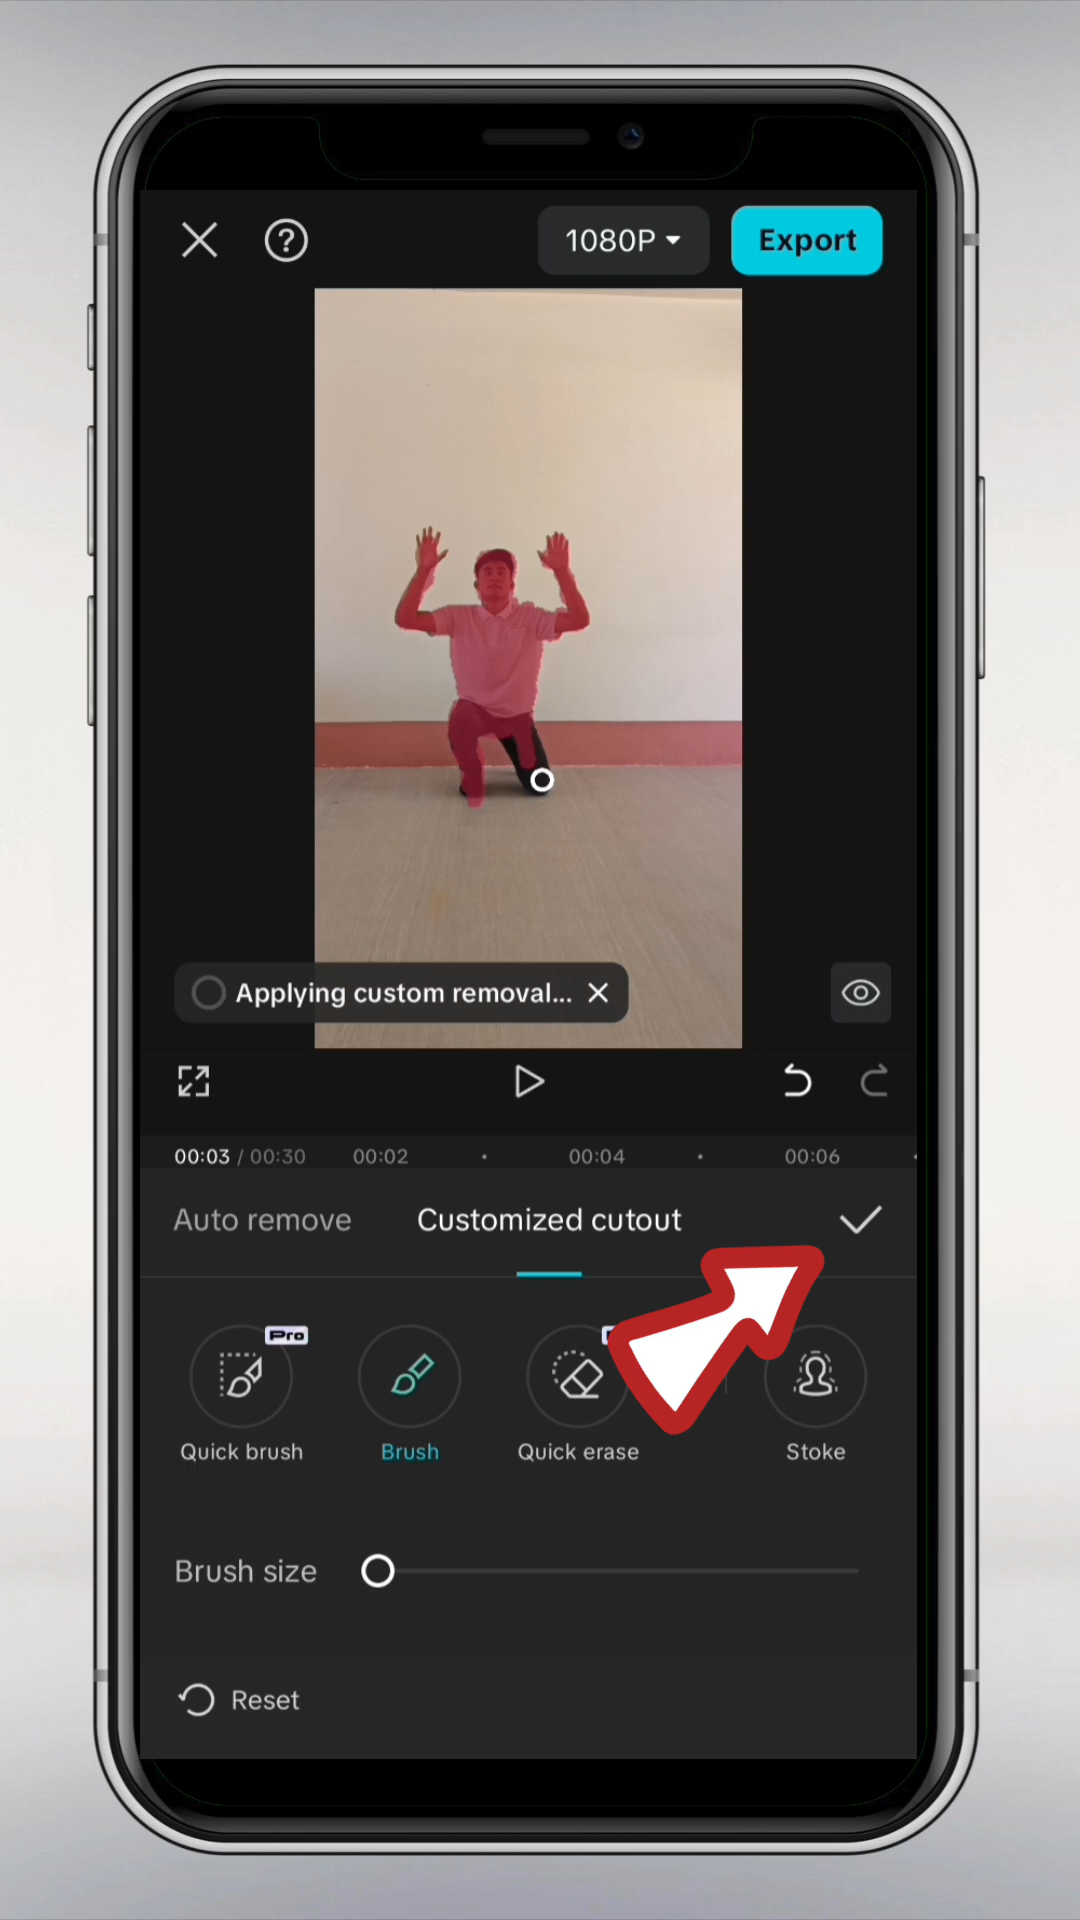 1080P
Export
Applying custom removal...
00:03 / 00:30 00:02 00:04 00:06
Auto remove Customized cutout
Pro
Quick brush Brush Quick erase Stoke
Brush size
Reset